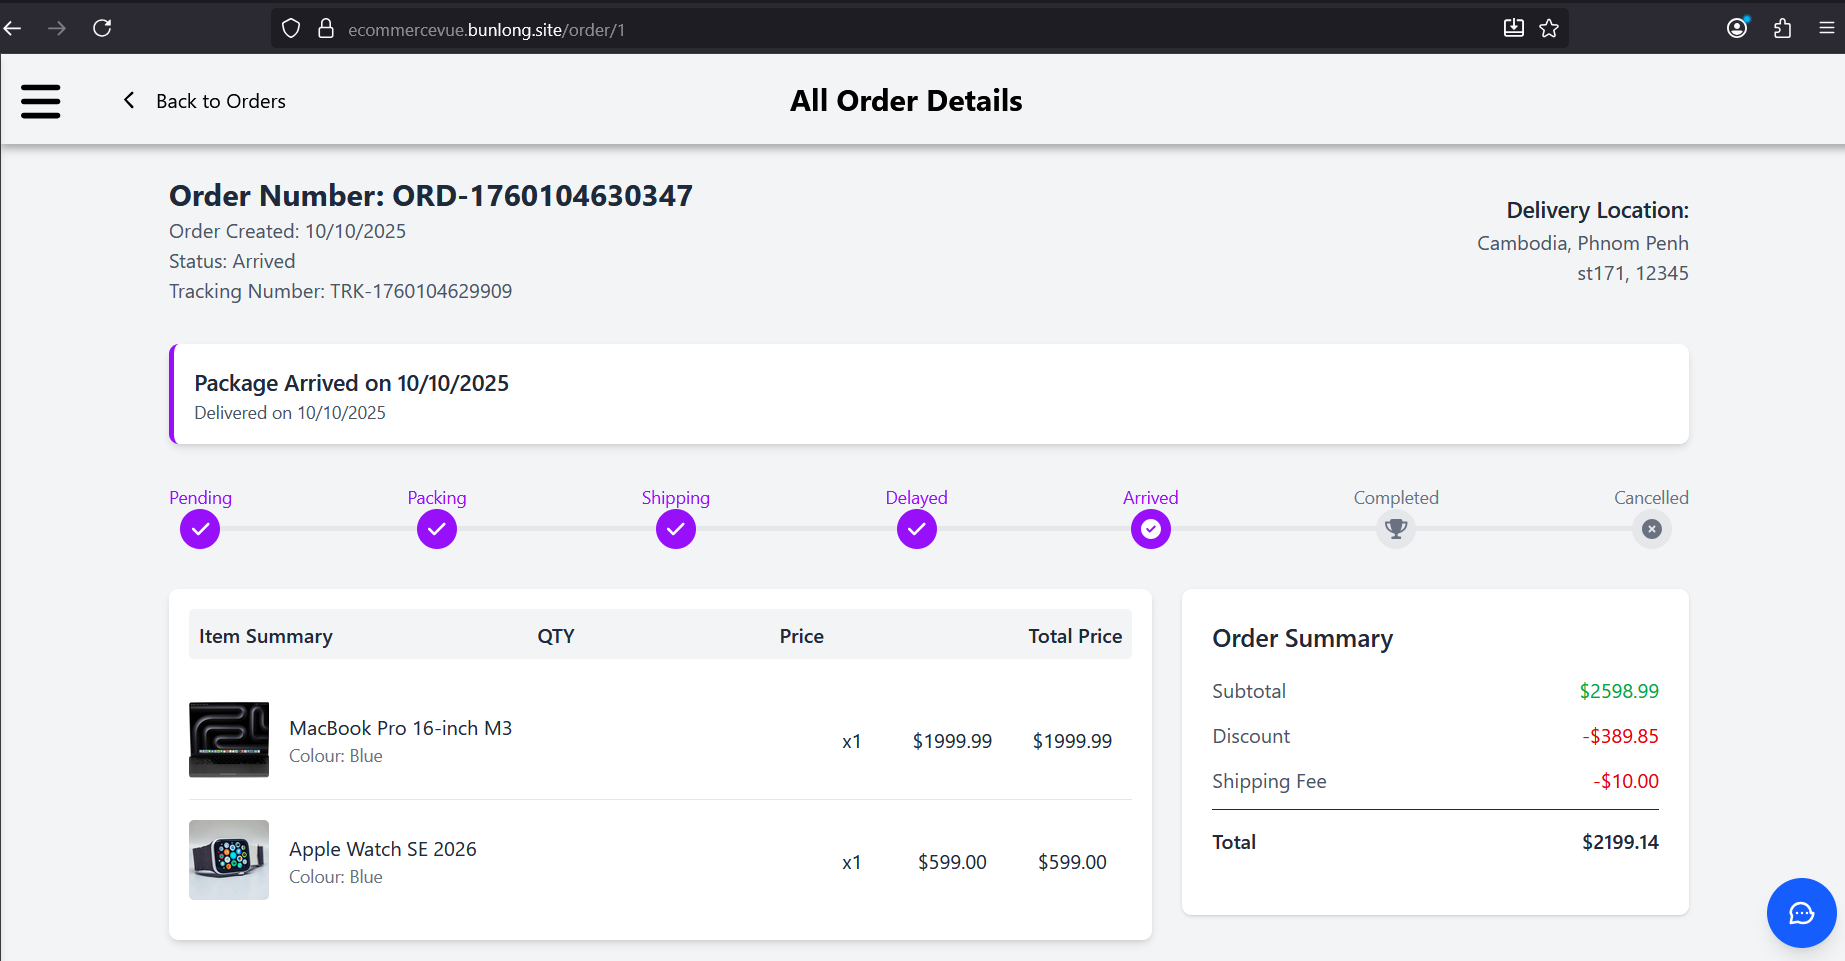 ecommercevue.bunlong.site/order/1
Back to Orders
All Order Details
Order Number: ORD-1760104630347
Order Created: 10/10/2025
Status: Arrived
Tracking Number: TRK-1760104629909
Delivery Location:
Cambodia, Phnom Penh
st171, 12345
Package Arrived on 10/10/2025
Delivered on 10/10/2025
Pending Packing Shipping Delayed Arrived Completed Cancelled
Item Summary QTY Price Total Price
MacBook Pro 16-inch M3
Colour: Blue
x1 $1999.99 $1999.99
Apple Watch SE 2026
Colour: Blue
x1 $599.00 $599.00
Order Summary
Subtotal $2598.99
Discount -$389.85
Shipping Fee -$10.00
Total $2199.14